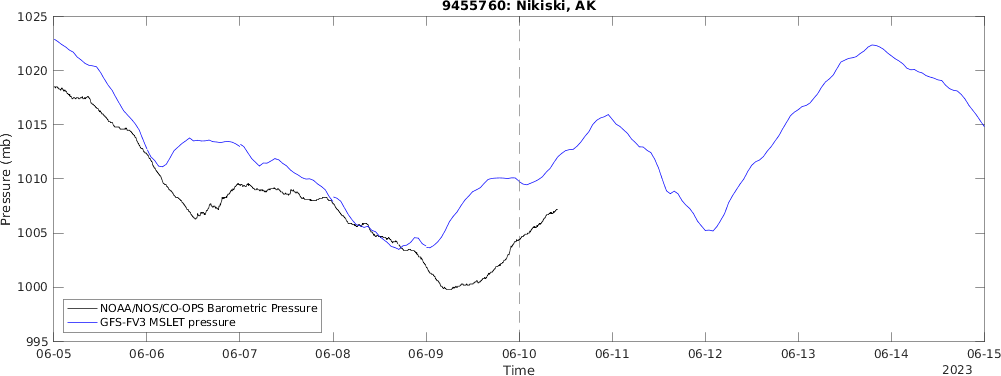 9455760: Nikiski, AK
1025
1020
1015
1010
1005
1000
995
Pressure (mb)
NOAA/NOS/CO-OPS Barometric Pressure
GFS-FV3 MSLET pressure
06-05 06-06 06-07 06-08 06-09 06-10 06-11 06-12 06-13 06-14 06-15
Time
2023